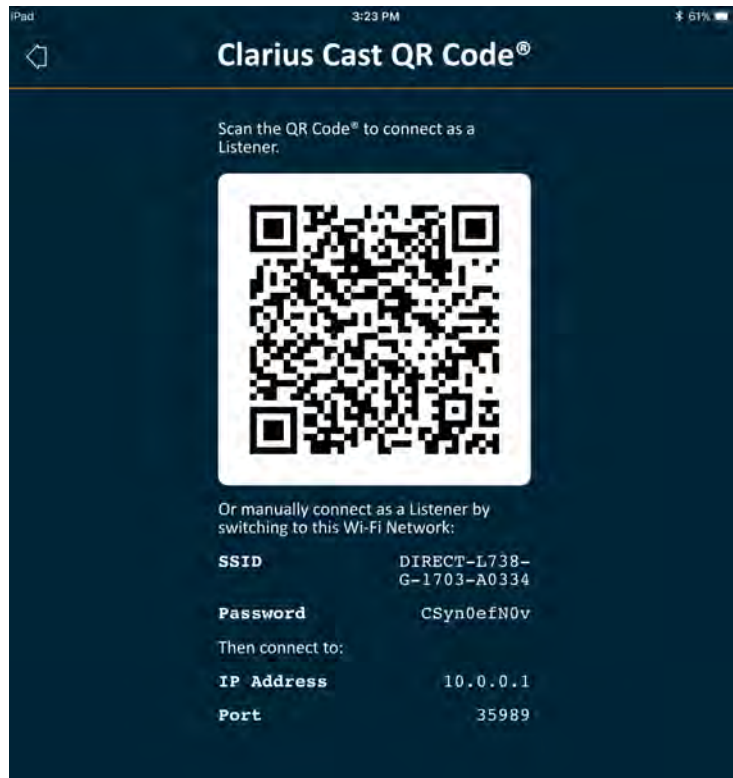 iPad 3:23 PM 61%
Clarius Cast QR Code®
Scan the QR Code® to connect as a
Listener.
Or manually connect as a Listener by
switching to this Wi-Fi Network:
SSID DIRECT-L738-
G-1703-A0334
Password CSyn0efN0v
Then connect to:
IP Address 10.0.0.1
Port 35989